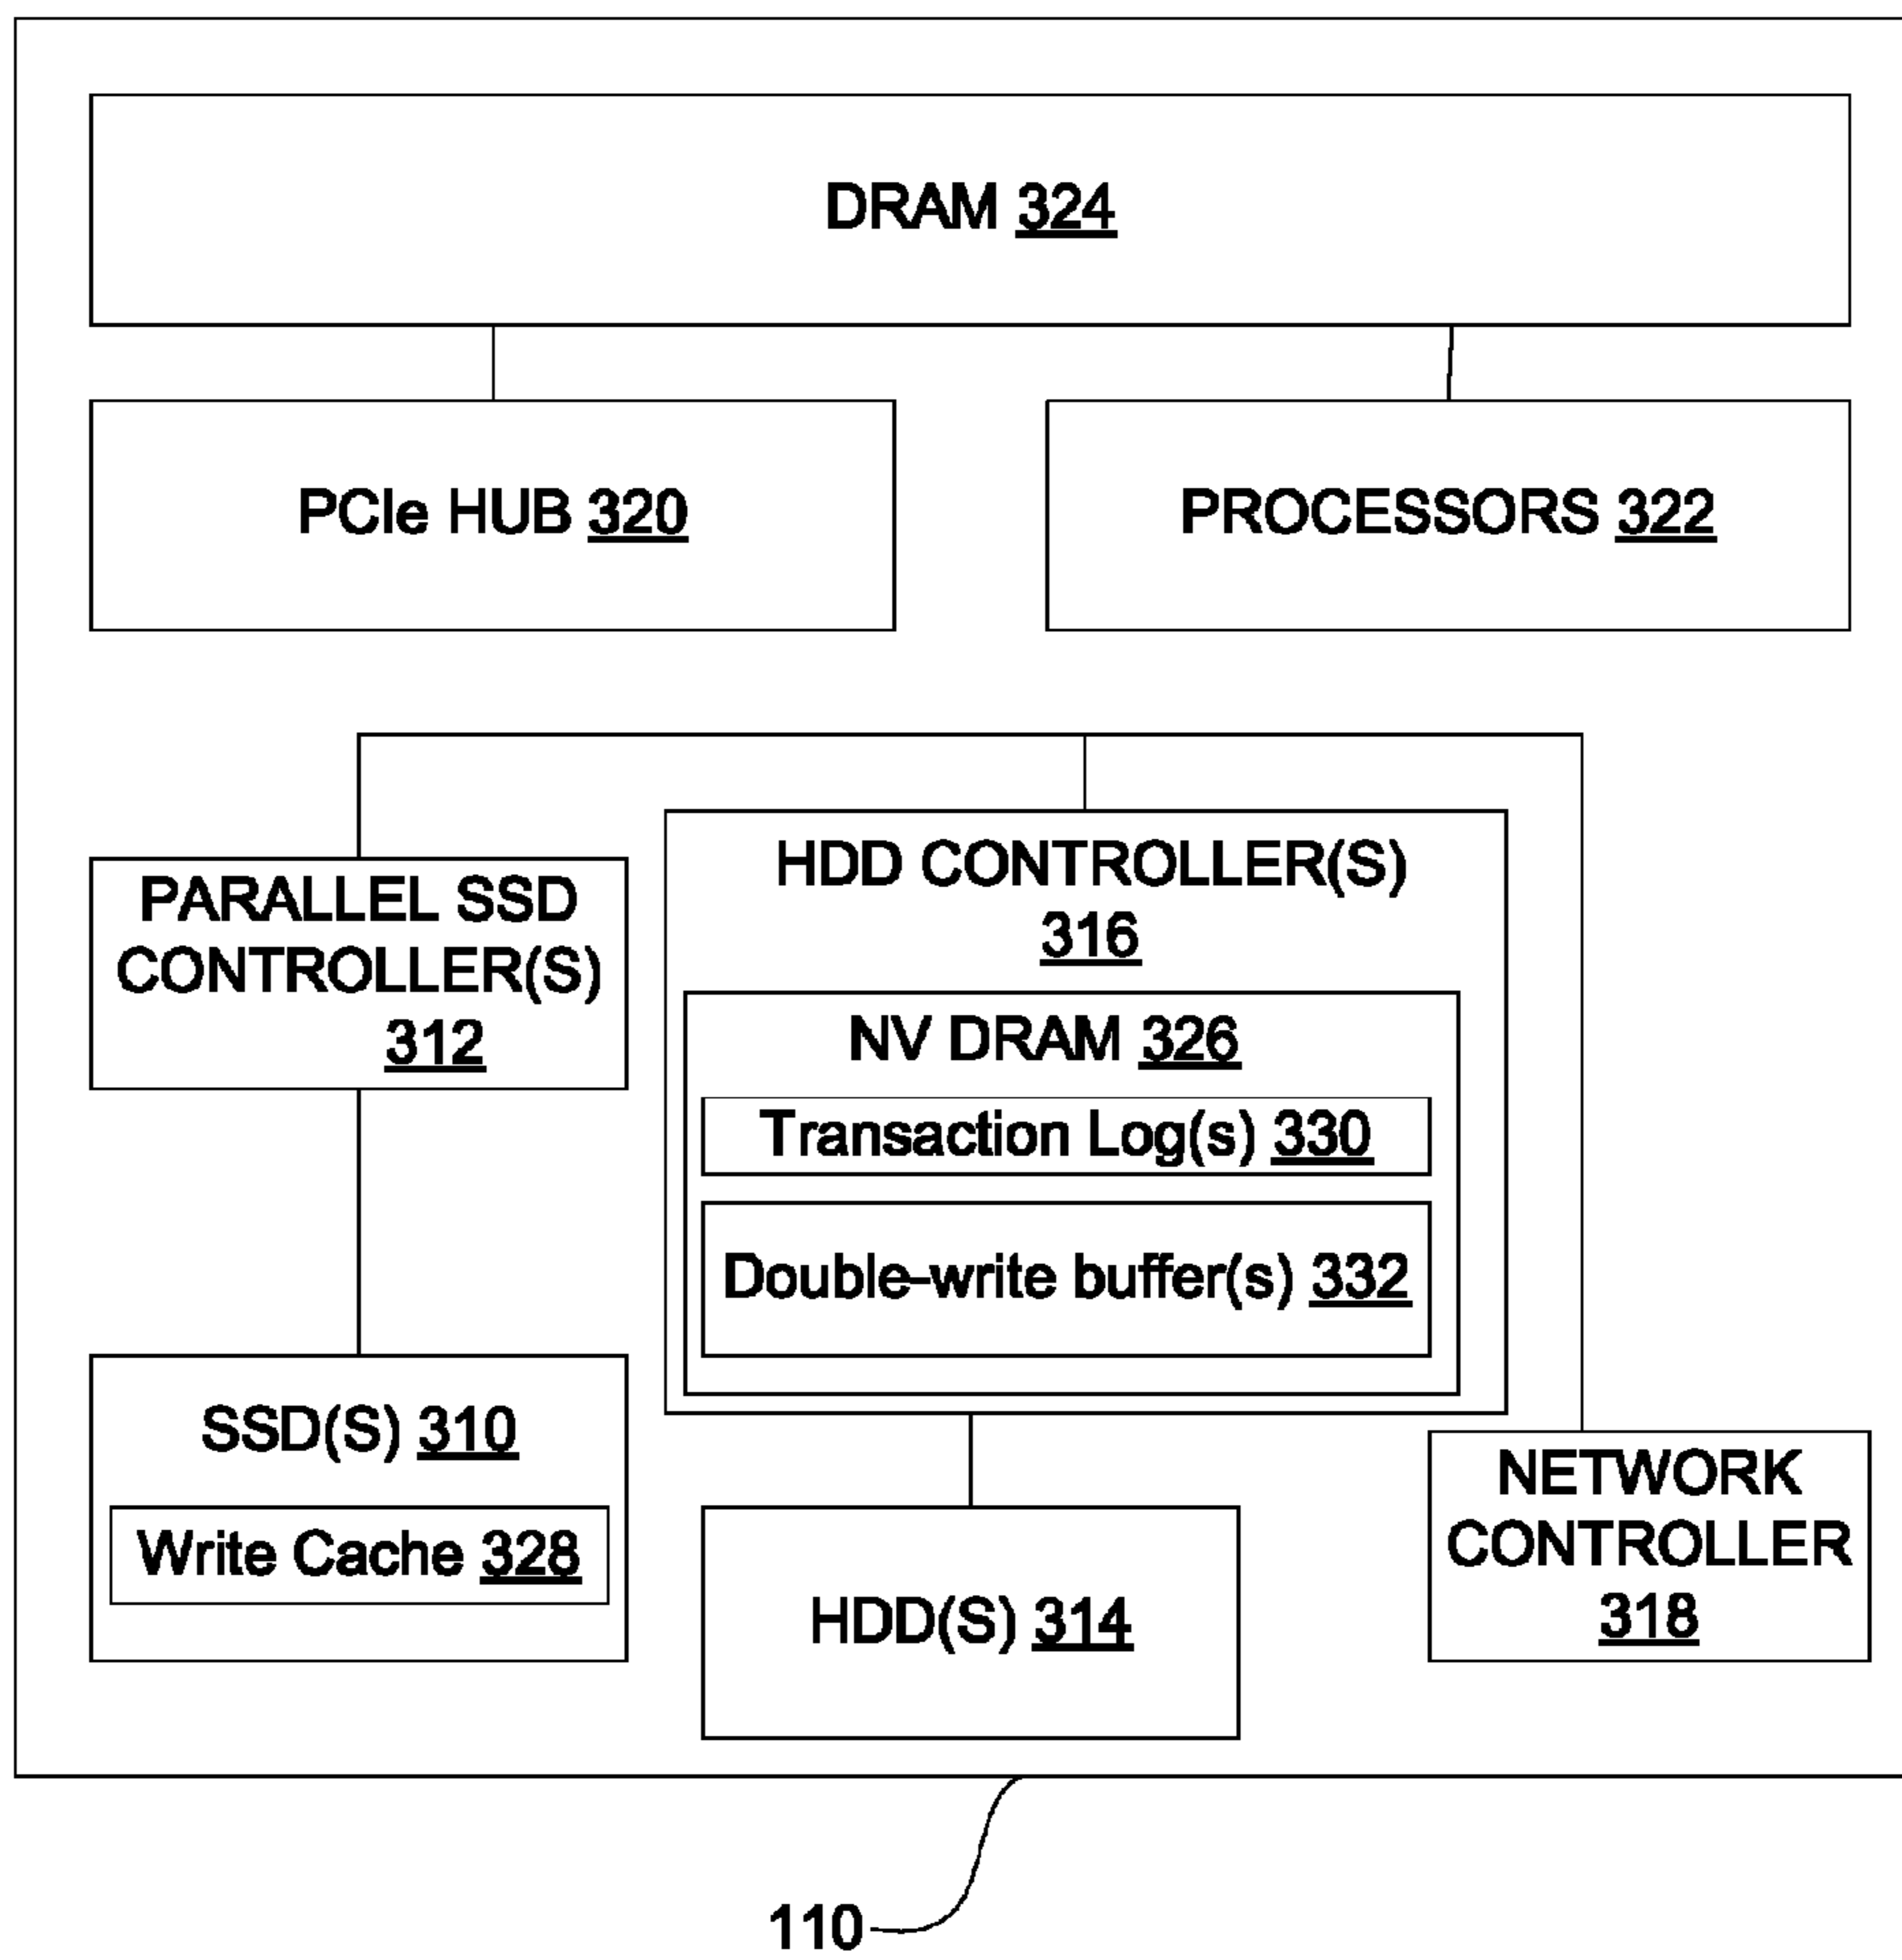 DRAM 324
PCIe HUB 320
PROCESSORS 322
PARALLEL SSD
CONTROLLER(S)
312
HDD CONTROLLER(S)
316
NV DRAM 326
Transaction Log(s) 330
Double-write buffer(s) 332
SSD(S) 310
Write Cache 328
HDD(S) 314
NETWORK
CONTROLLER
318
110